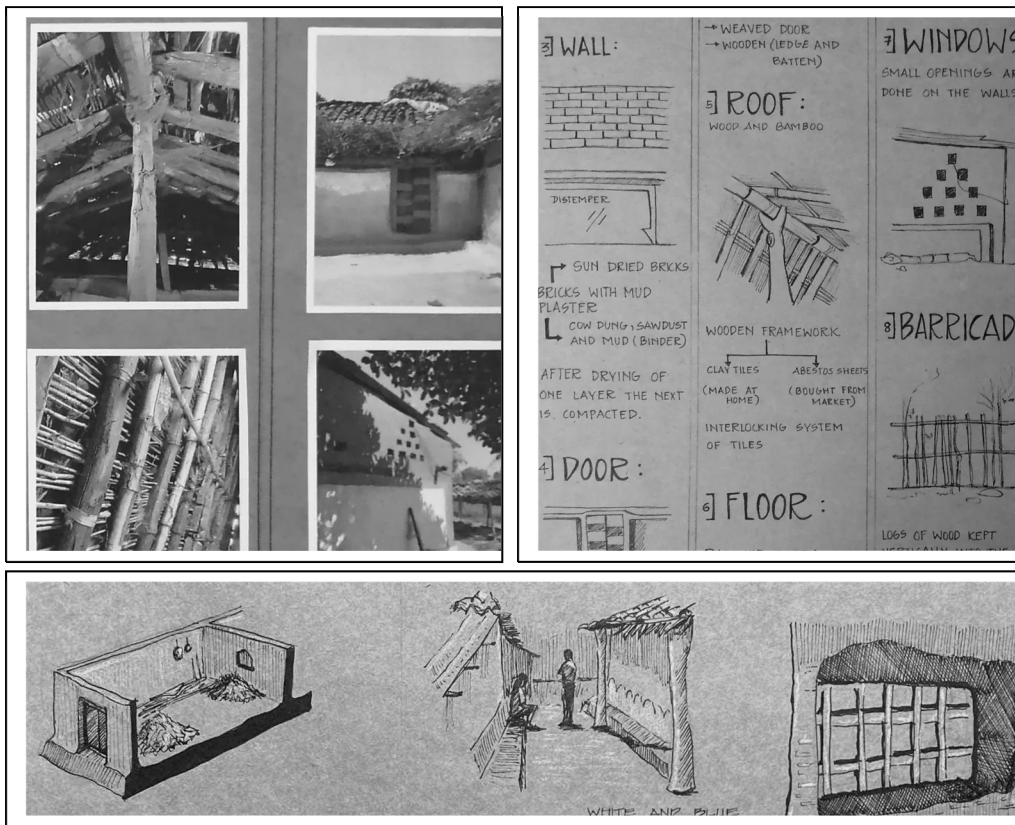 3] WALL:
DISTEMPER
SUN DRIED BRICKS
BRICKS WITH MUD
PLASTER
COW DUNG, SAWDUST
AND MUD (BINDER)
AFTER DRYING OF
ONE LAYER THE NEXT
IS COMPACTED.
4] DOOR:
→ WEAVED DOOR
→ WOODEN (LEDGE AND
BATTEN)
5] ROOF:
WOOD AND BAMBOO
WOODEN FRAMEWORK
CLAY TILES
(MADE AT
HOME)
ABESTOS SHEETS
(BOUGHT FROM
MARKET)
INTERLOCKING SYSTEM
OF TILES
6] FLOOR:
7] WINDOWS
SMALL OPENINGS
DONE ON THE WALLS
8] BARRICAD
LOGS OF WOOD KEPT
WHITE AND BLUE